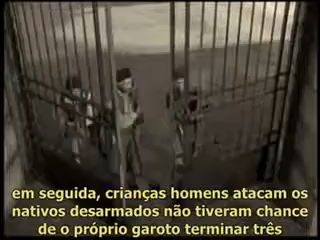 em seguida, crianças homens atacam os
nativos desarmados não tiveram chance
de o próprio garoto terminar três